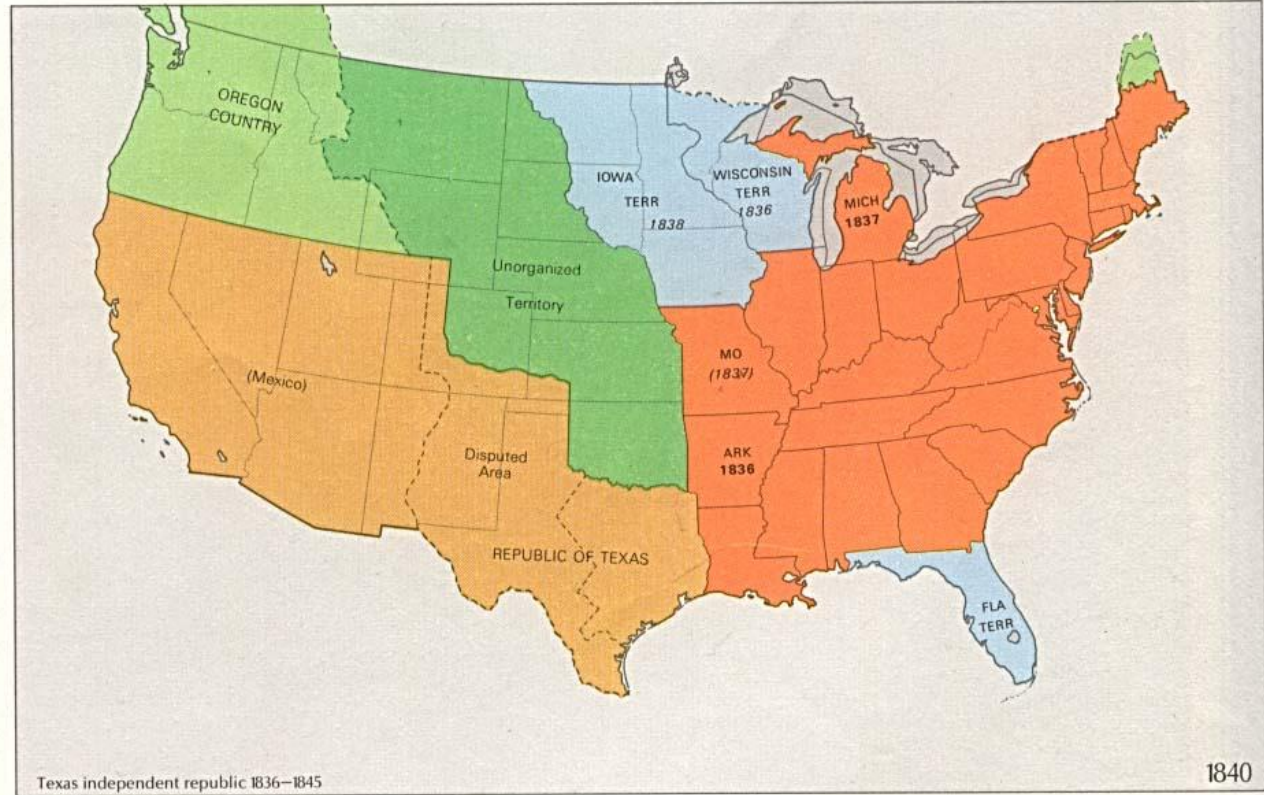 OREGON
COUNTRY
IOWA
TERR
1838
WISCONSIN
TERR
1836
MICH
1837
Unorganized
Territory
(Mexico)
MO
(1837)
Disputed
Area
ARK
1836
REPUBLIC OF TEXAS
FLA
TERR
Texas independent republic 1836–1845
1840